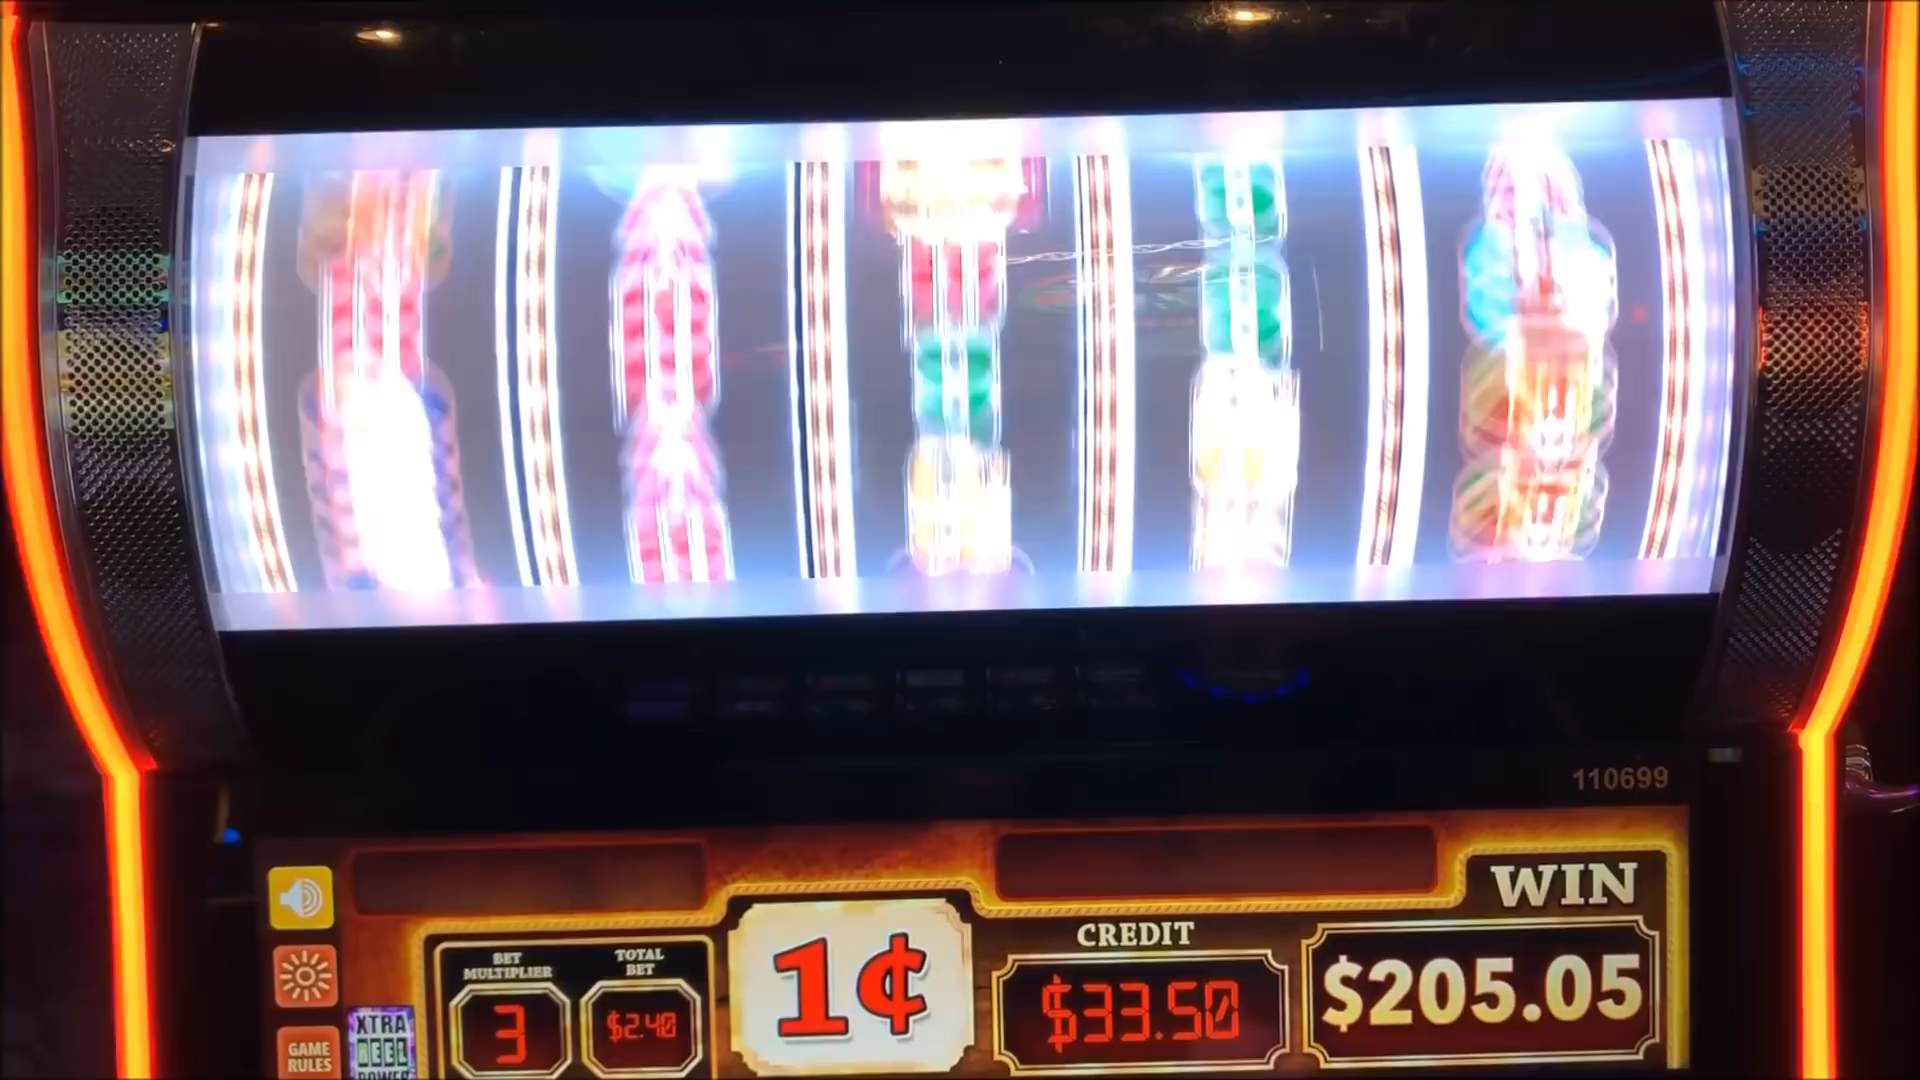 110699
WIN
CREDIT
BET
MULTIPLIER
TOTAL
BET
1¢
3
$2.40
$33.50
$205.05
XTRA
REEL
POWER
GAME
RULES